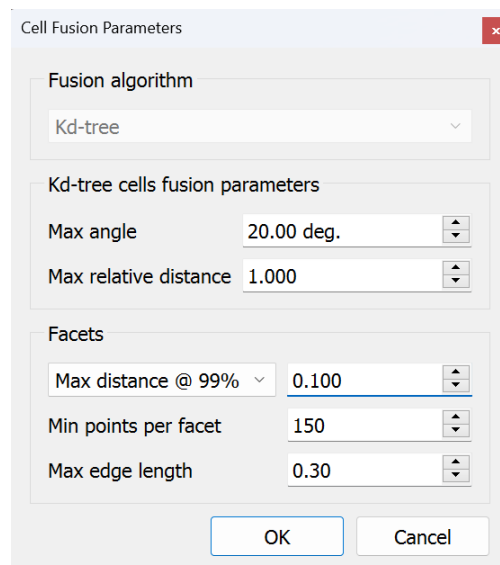 Cell Fusion Parameters
Fusion algorithm
Kd-tree
Kd-tree cells fusion parameters
Max angle 20.00 deg.
Max relative distance 1.000
Facets
Max distance @ 99% 0.100
Min points per facet 150
Max edge length 0.30
OK Cancel